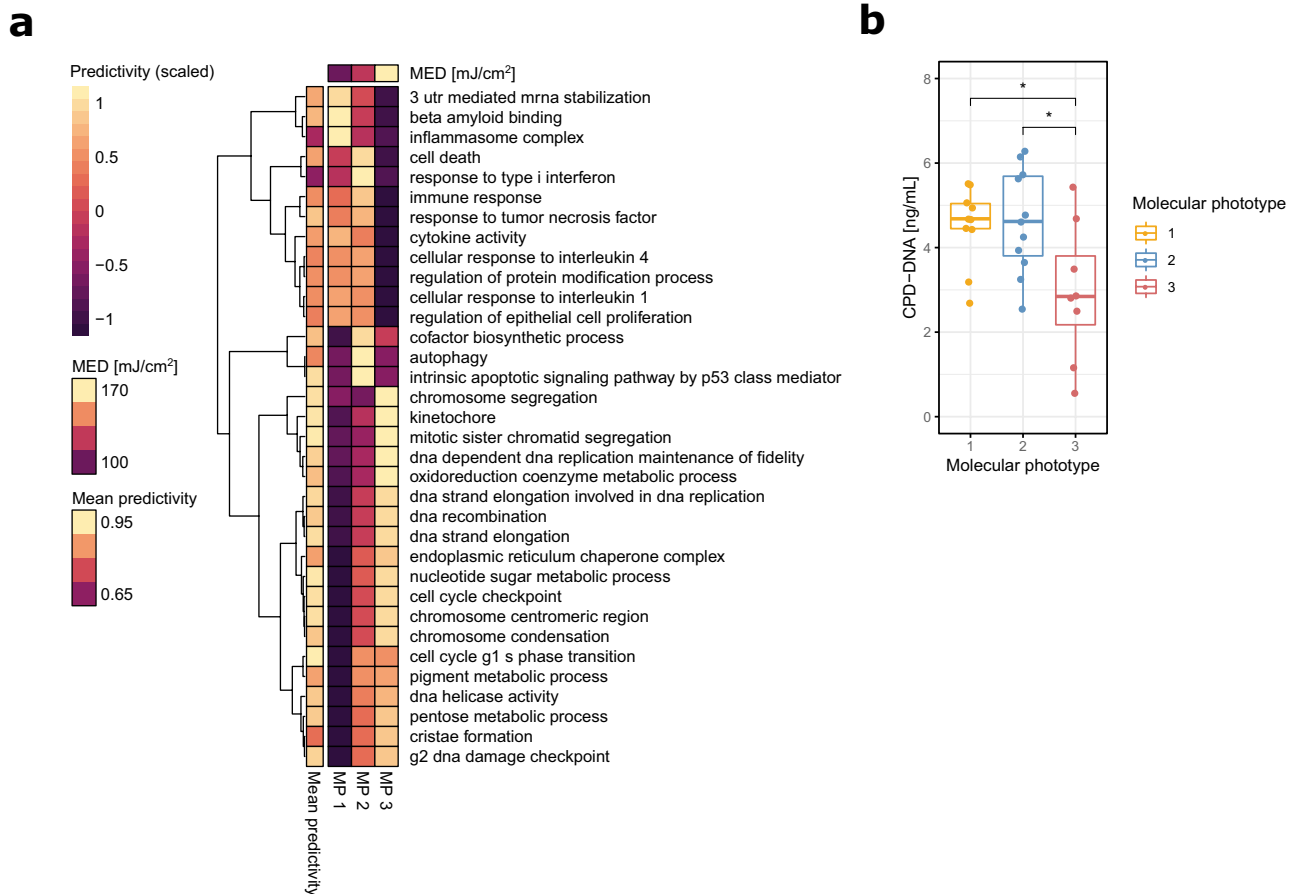 a
b
Predictivity (scaled)
1
0.5
0
−0.5
−1
MED [mJ/cm²]
170
100
Mean predictivity
0.95
0.65
MED [mJ/cm²]
3 utr mediated mrna stabilization
beta amyloid binding
inflammasome complex
cell death
response to type i interferon
immune response
response to tumor necrosis factor
cytokine activity
cellular response to interleukin 4
regulation of protein modification process
cellular response to interleukin 1
regulation of epithelial cell proliferation
cofactor biosynthetic process
autophagy
intrinsic apoptotic signaling pathway by p53 class mediator
chromosome segregation
kinetochore
mitotic sister chromatid segregation
dna dependent dna replication maintenance of fidelity
oxidoreduction coenzyme metabolic process
dna strand elongation involved in dna replication
dna recombination
dna strand elongation
endoplasmic reticulum chaperone complex
nucleotide sugar metabolic process
cell cycle checkpoint
chromosome centromeric region
chromosome condensation
cell cycle g1 s phase transition
pigment metabolic process
dna helicase activity
pentose metabolic process
cristae formation
g2 dna damage checkpoint
Mean predictivity
MP 1
MP 2
MP 3
CPD−DNA [ng/mL]
8
6
4
2
0
*
*
1
2
3
Molecular phototype
Molecular phototype
1
2
3